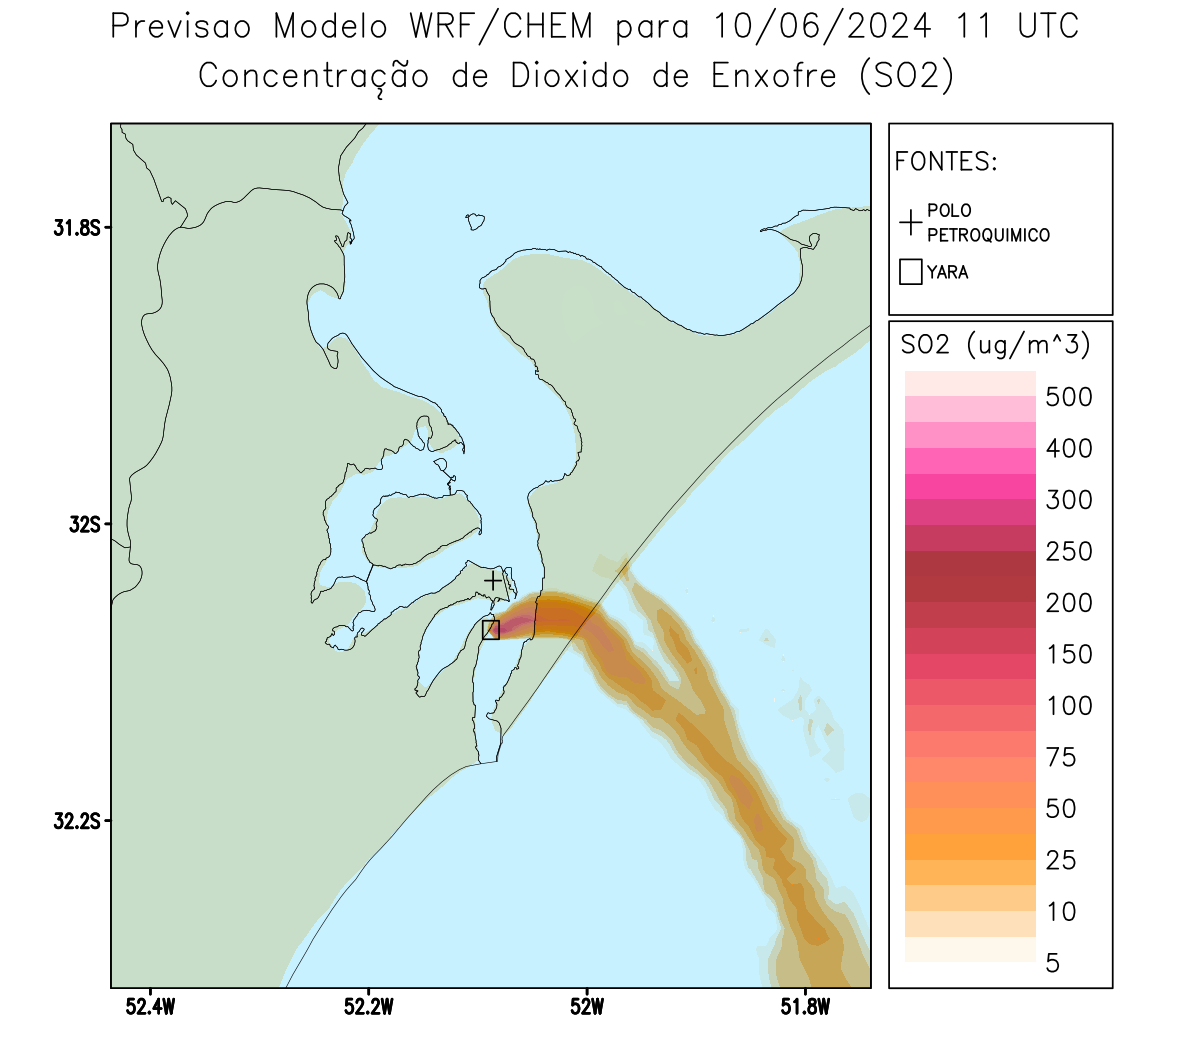 Previsao Modelo WRF/CHEM para 10/06/2024 11 UTC
Concentração de Dioxido de Enxofre (SO2)
FONTES:
POLO
PETROQUIMICO
YARA
SO2 (ug/m^3)
500
400
300
250
200
150
100
75
50
25
10
5
31.8S
32S
32.2S
52.4W
52.2W
52W
51.8W